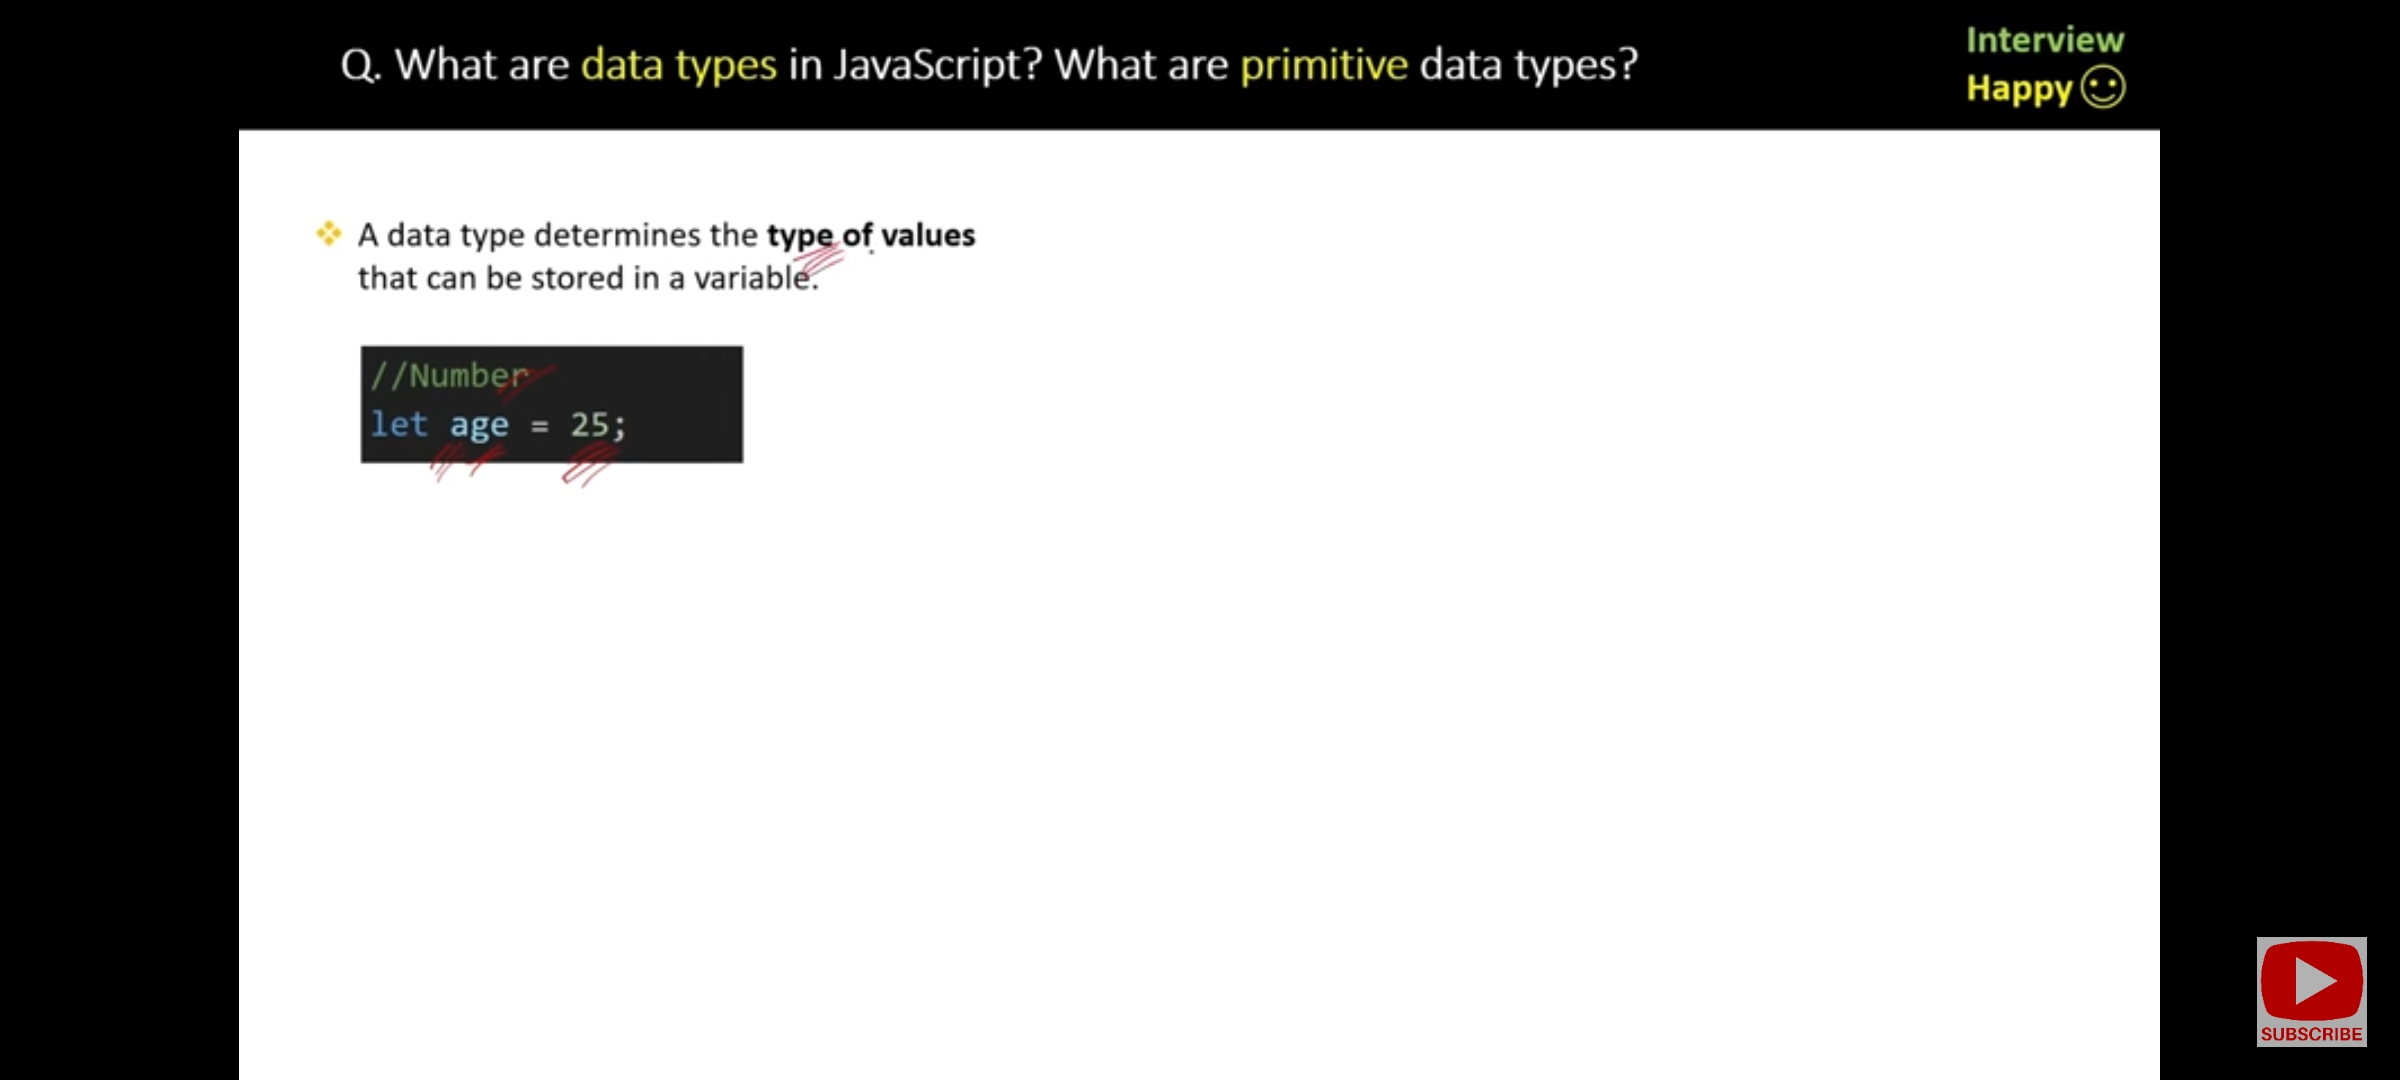 Q. What are data types in JavaScript? What are primitive data types?
Interview
Happy
A data type determines the type of values
that can be stored in a variable.
//Number
let age = 25;
SUBSCRIBE